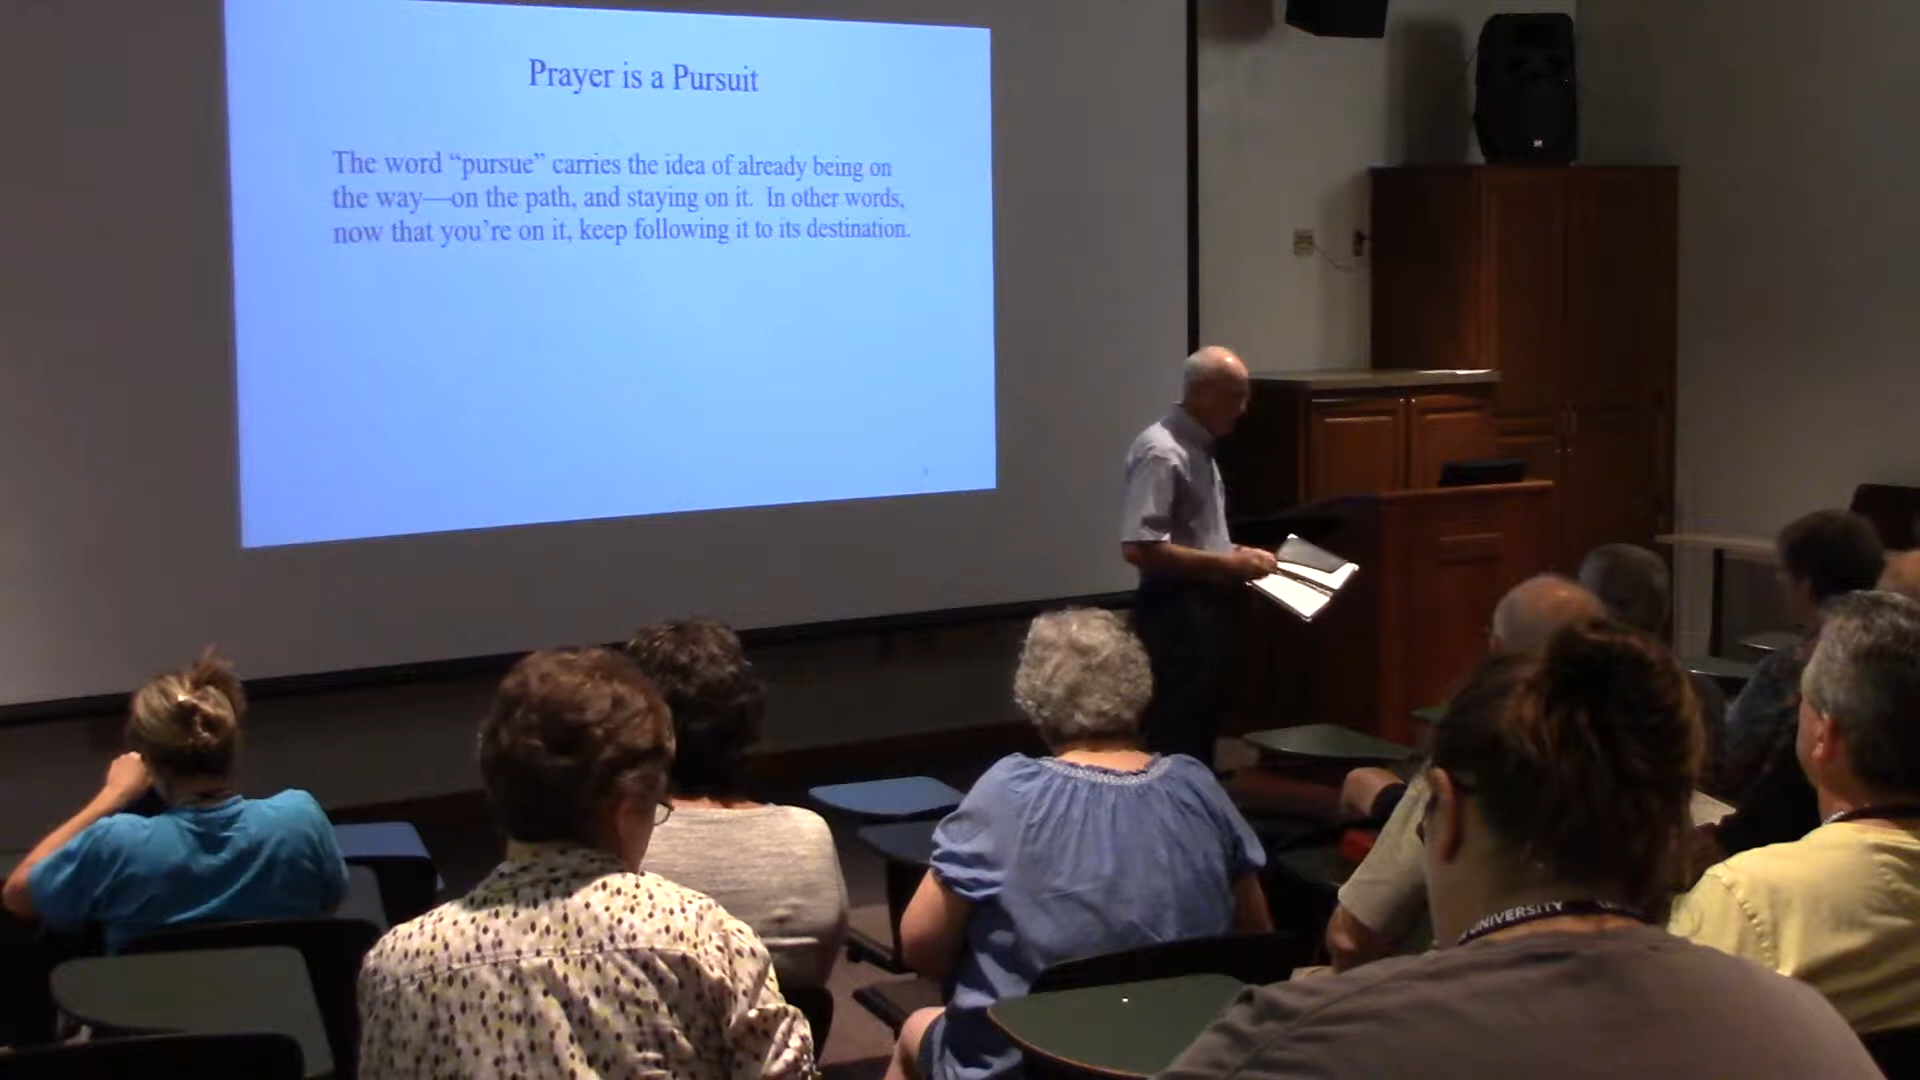 Prayer is a Pursuit
The word “pursue” carries the idea of already being on
the way—on the path, and staying on it.  In other words,
now that you’re on it, keep following it to its destination.
UNIVERSITY